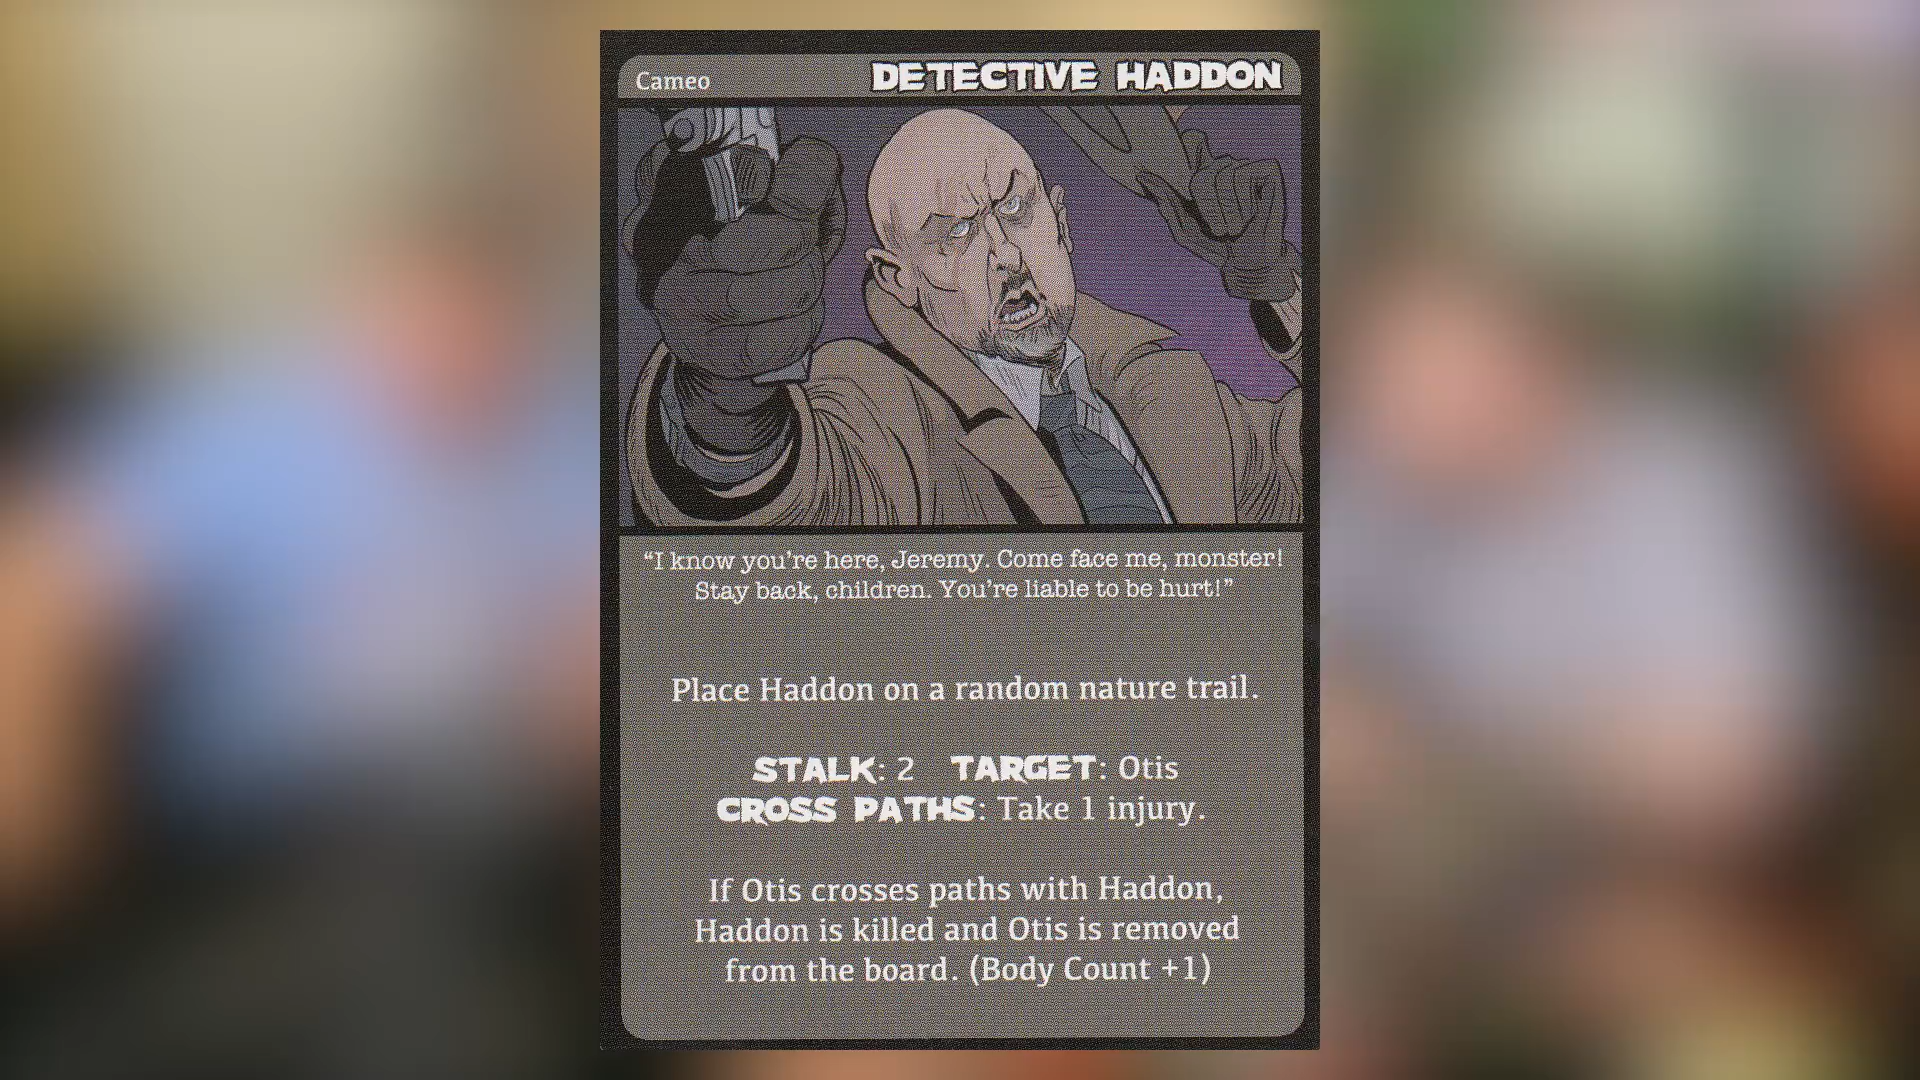 Cameo
DETECTIVE HADDON
“I know you’re here, Jeremy. Come face me, monster!
Stay back, children. You’re liable to be hurt!”
Place Haddon on a random nature trail.
STALK: 2 TARGET: Otis
CROSS PATHS: Take 1 injury.
If Otis crosses paths with Haddon,
Haddon is killed and Otis is removed
from the board. (Body Count +1)